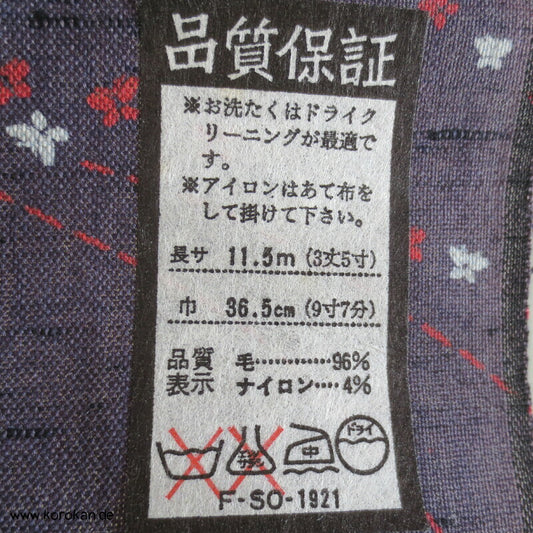 品質保証
※お洗たくはドライク
リーニングが最適で
す。
※アイロンはあて布を
して掛けて下さい。
長サ 11.5m (3丈5寸)
巾 36.5cm (9寸7分)
品質 毛…………96%
表示 ナイロン‥‥4%
中 ドライ
F-SO-1921
www.korokan.de